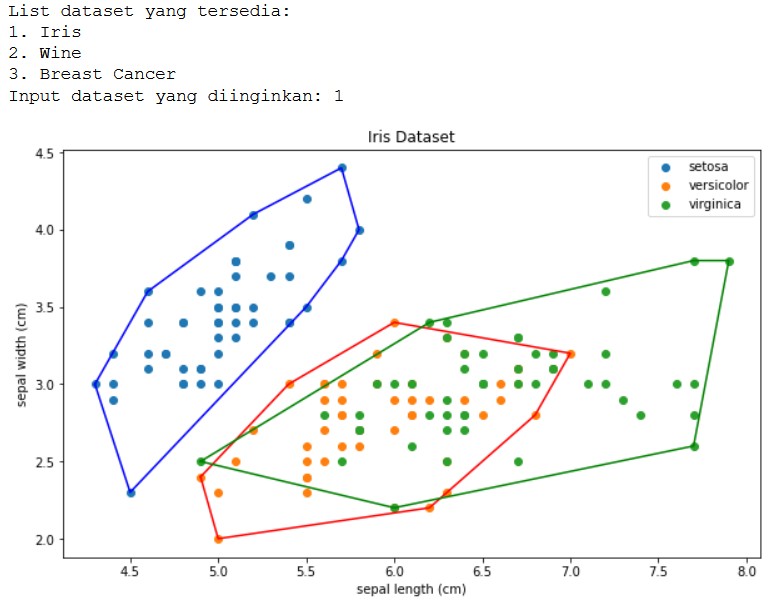 List dataset yang tersedia:
1. Iris
2. Wine
3. Breast Cancer
Input dataset yang diinginkan: 1
Iris Dataset
setosa
versicolor
virginica
sepal width (cm)
4.5
4.0
3.5
3.0
2.5
2.0
4.5 5.0 5.5 6.0 6.5 7.0 7.5 8.0
sepal length (cm)